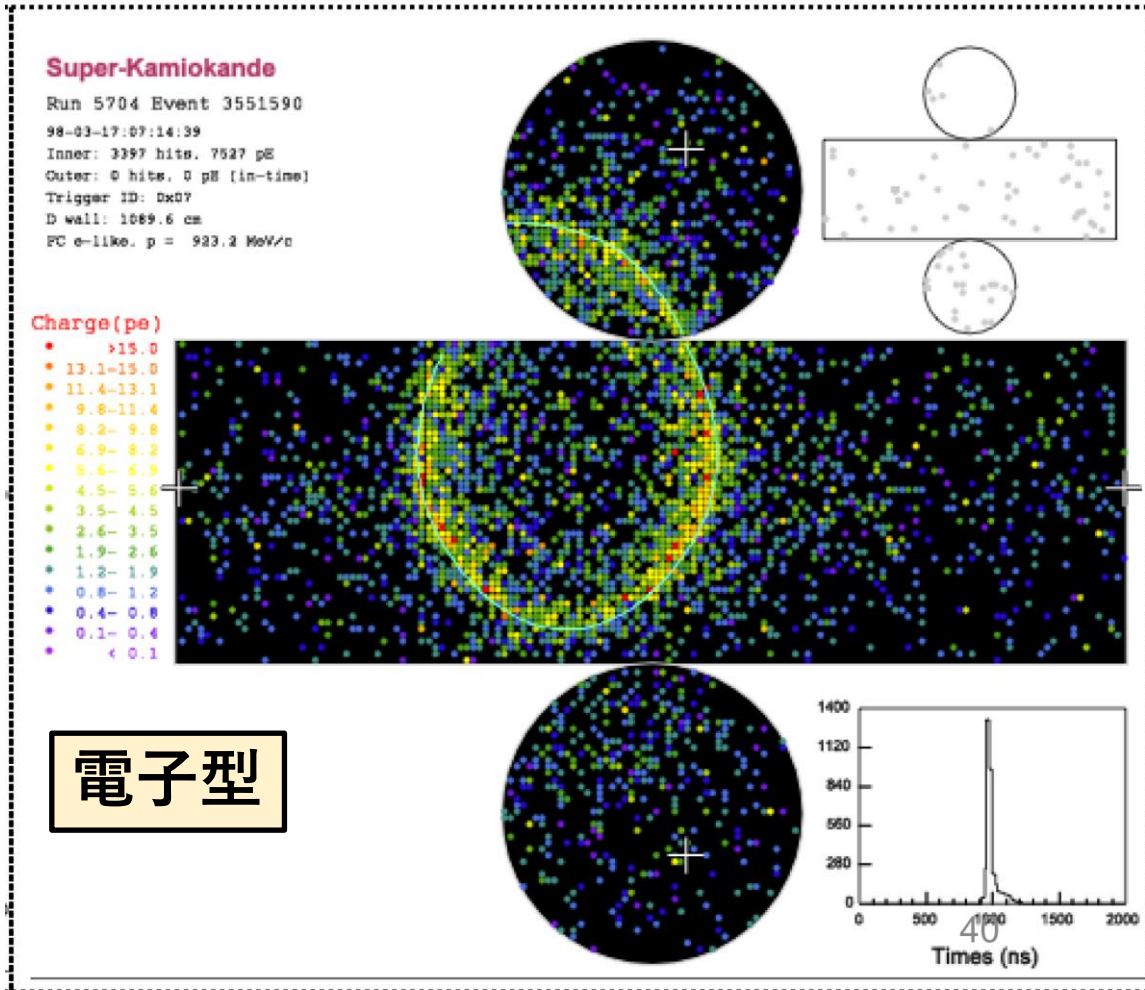 Super-Kamiokande
Run 5704 Event 3551590
98-03-17:07:14:39
Inner: 3397 hits, 7527 pE
Outer: 0 hits, 0 pE (in-time)
Trigger ID: 0x07
D wall: 1089.6 cm
FC e-like, p = 923.2 MeV/c
Charge(pe)
>15.0
13.1-15.0
11.4-13.1
9.8-11.4
8.2- 9.8
6.9- 8.2
5.6- 6.9
4.5- 5.6
3.5- 4.5
2.6- 3.5
1.9- 2.6
1.2- 1.9
0.8- 1.2
0.4- 0.8
0.1- 0.4
< 0.1
電子型
1400
1120
840
560
280
0
0 500 1000 1500 2000
40
Times (ns)